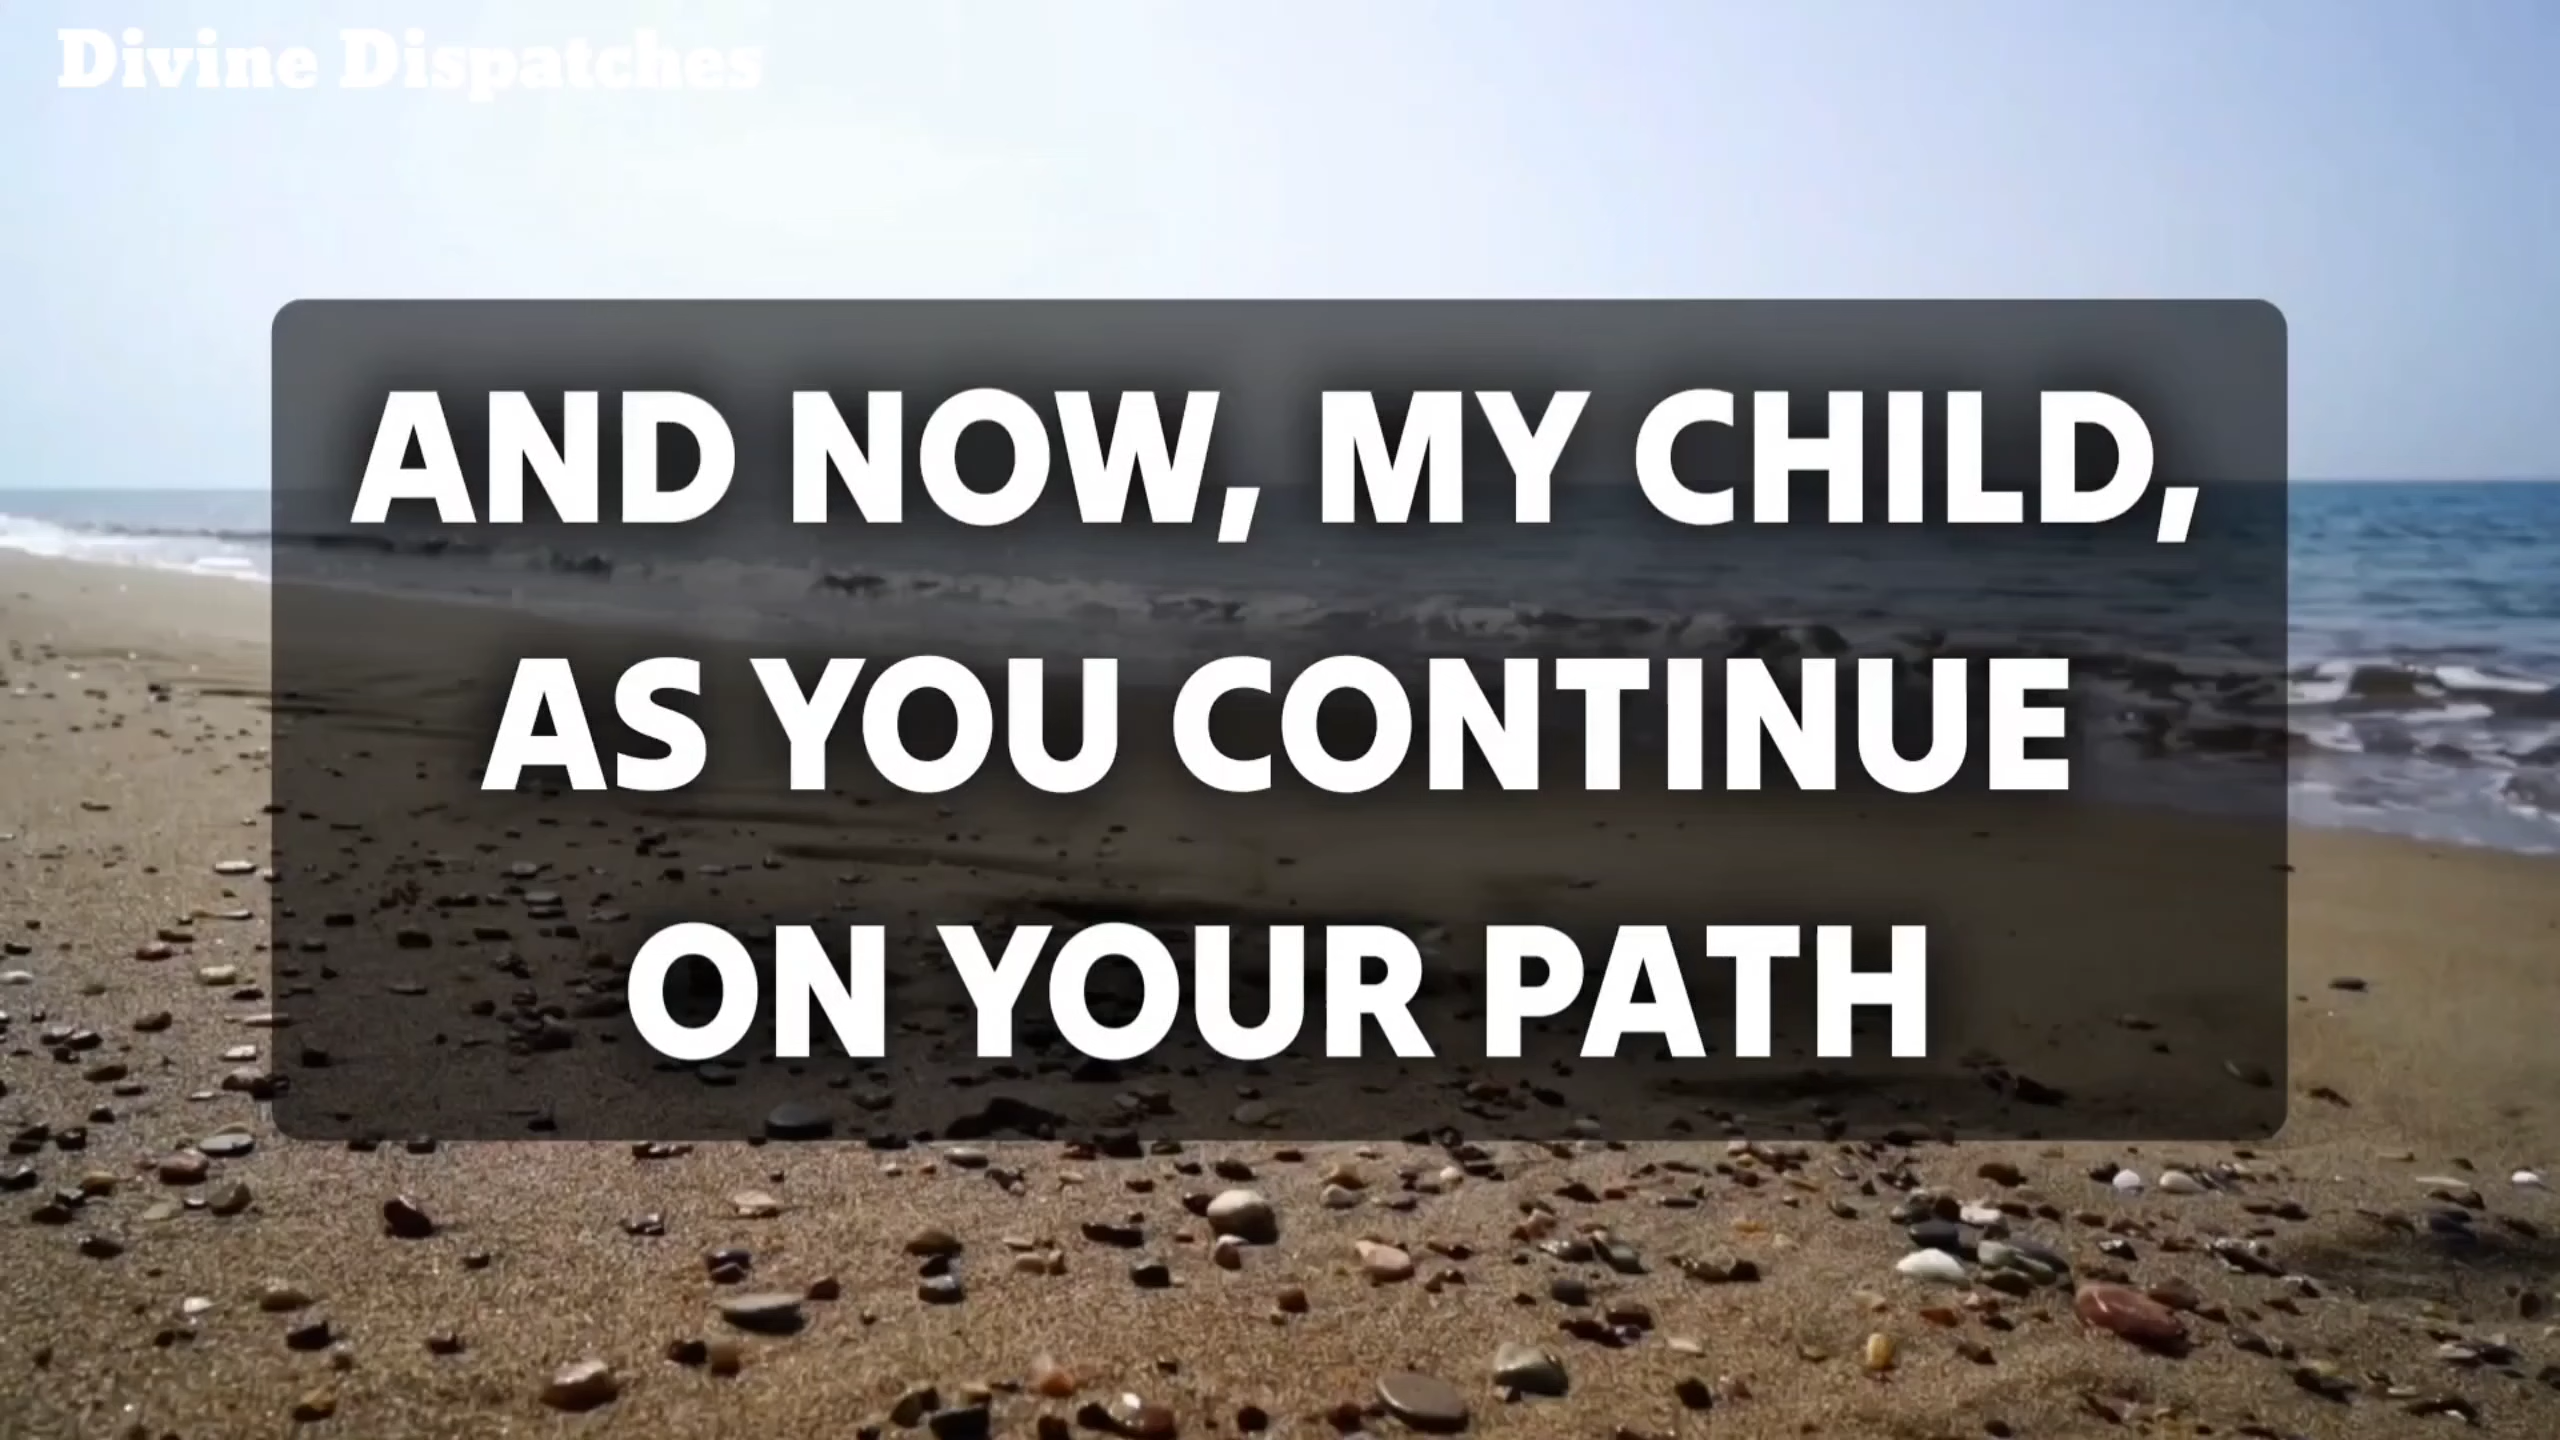 Divine Dispatches
AND NOW, MY CHILD,
AS YOU CONTINUE
ON YOUR PATH